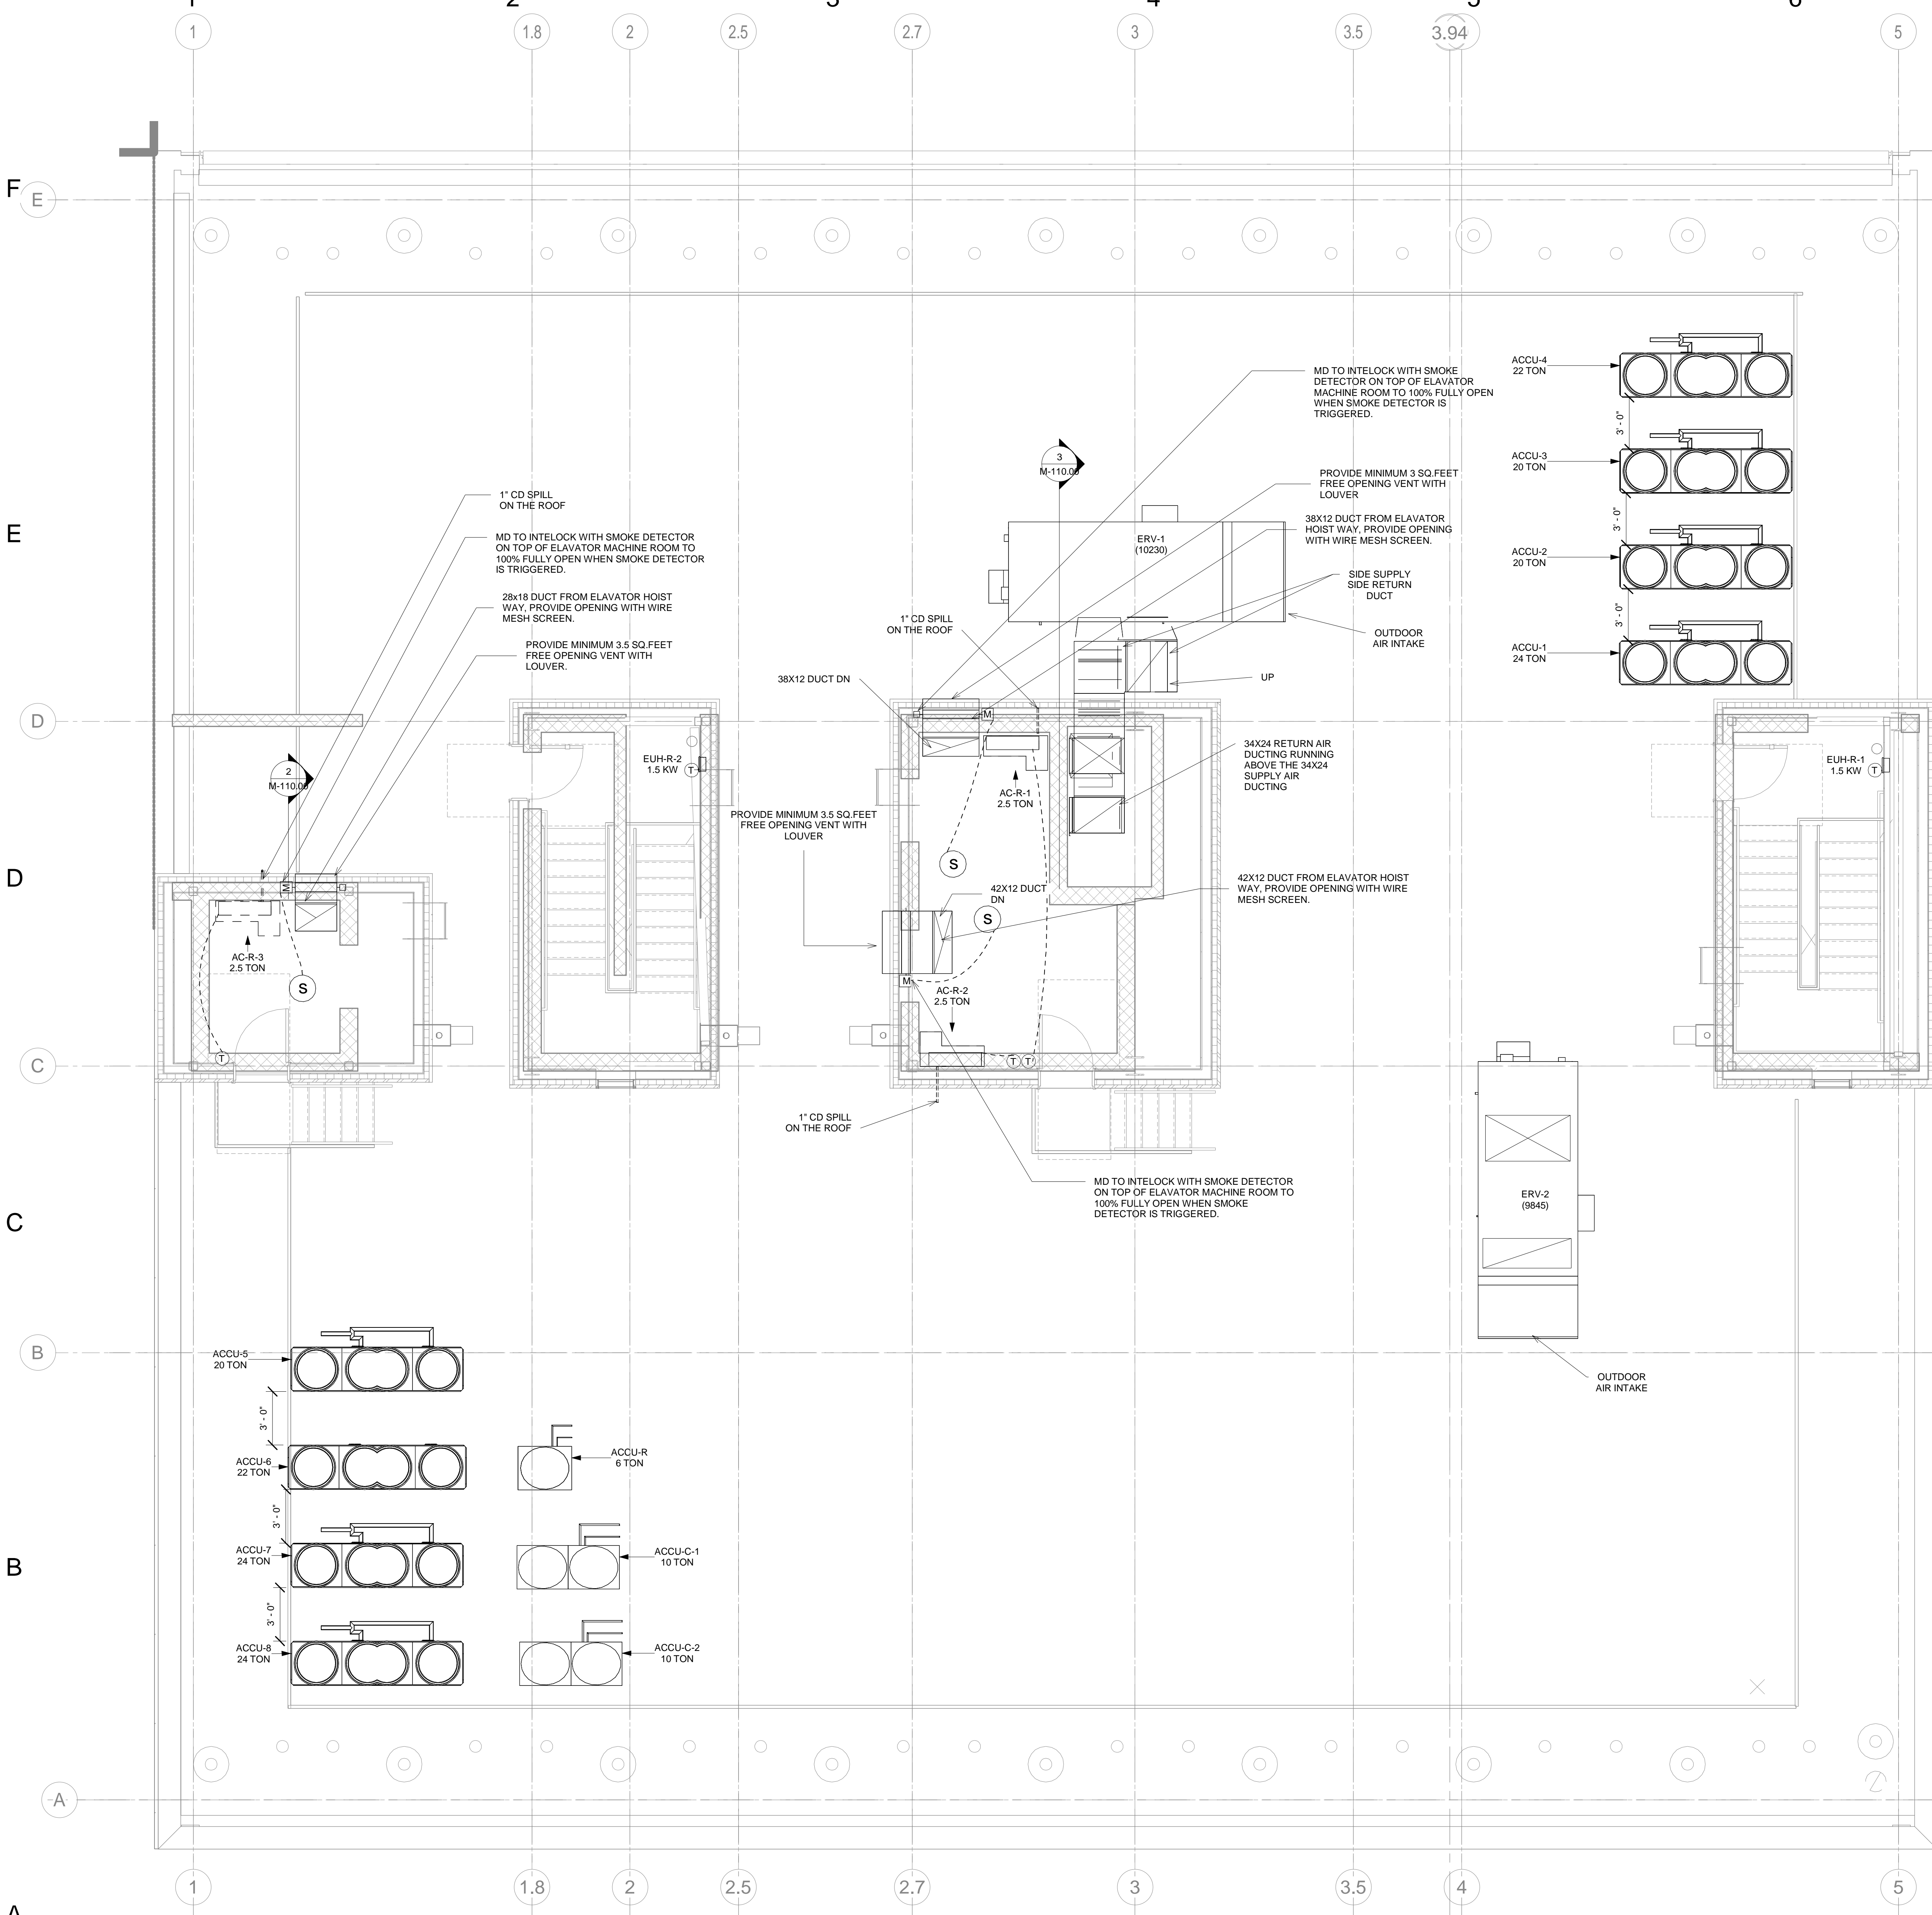 1
2
3
4
5
6
1
1.8
2
2.5
2.7
3
3.5
3.94
5
F
E
ACCU-4
22 TON
MD TO INTELOCK WITH SMOKE
DETECTOR ON TOP OF ELAVATOR
MACHINE ROOM TO 100% FULLY OPEN
WHEN SMOKE DETECTOR IS
TRIGGERED.
3' - 0"
ACCU-3
20 TON
3
M-110.00
PROVIDE MINIMUM 3 SQ.FEET
FREE OPENING VENT WITH
LOUVER
1" CD SPILL
ON THE ROOF
38X12 DUCT FROM ELAVATOR
HOIST WAY, PROVIDE OPENING
WITH WIRE MESH SCREEN.
3' - 0"
E
MD TO INTELOCK WITH SMOKE DETECTOR
ON TOP OF ELAVATOR MACHINE ROOM TO
100% FULLY OPEN WHEN SMOKE DETECTOR
IS TRIGGERED.
ERV-1
(10230)
ACCU-2
20 TON
SIDE SUPPLY
SIDE RETURN
DUCT
28x18 DUCT FROM ELAVATOR HOIST
WAY, PROVIDE OPENING WITH WIRE
MESH SCREEN.
3' - 0"
1" CD SPILL
ON THE ROOF
OUTDOOR
AIR INTAKE
PROVIDE MINIMUM 3.5 SQ.FEET
FREE OPENING VENT WITH
LOUVER.
ACCU-1
24 TON
38X12 DUCT DN
UP
D
M
EUH-R-2
1.5 KW
T
34X24 RETURN AIR
DUCTING RUNNING
ABOVE THE 34X24
SUPPLY AIR
DUCTING
EUH-R-1
1.5 KW
T
2
M-110.00
AC-R-1
2.5 TON
PROVIDE MINIMUM 3.5 SQ.FEET
FREE OPENING VENT WITH
LOUVER
S
D
M
42X12 DUCT
DN
42X12 DUCT FROM ELAVATOR HOIST
WAY, PROVIDE OPENING WITH WIRE
MESH SCREEN.
S
AC-R-3
2.5 TON
S
M
AC-R-2
2.5 TON
T
T
T'
C
1" CD SPILL
ON THE ROOF
MD TO INTELOCK WITH SMOKE DETECTOR
ON TOP OF ELAVATOR MACHINE ROOM TO
100% FULLY OPEN WHEN SMOKE
DETECTOR IS TRIGGERED.
ERV-2
(9845)
C
B
ACCU-5
20 TON
OUTDOOR
AIR INTAKE
3' - 0"
ACCU-6
22 TON
ACCU-R
6 TON
3' - 0"
ACCU-7
24 TON
ACCU-C-1
10 TON
B
3' - 0"
ACCU-8
24 TON
ACCU-C-2
10 TON
A
1
1.8
2
2.5
2.7
3
3.5
4
5
A